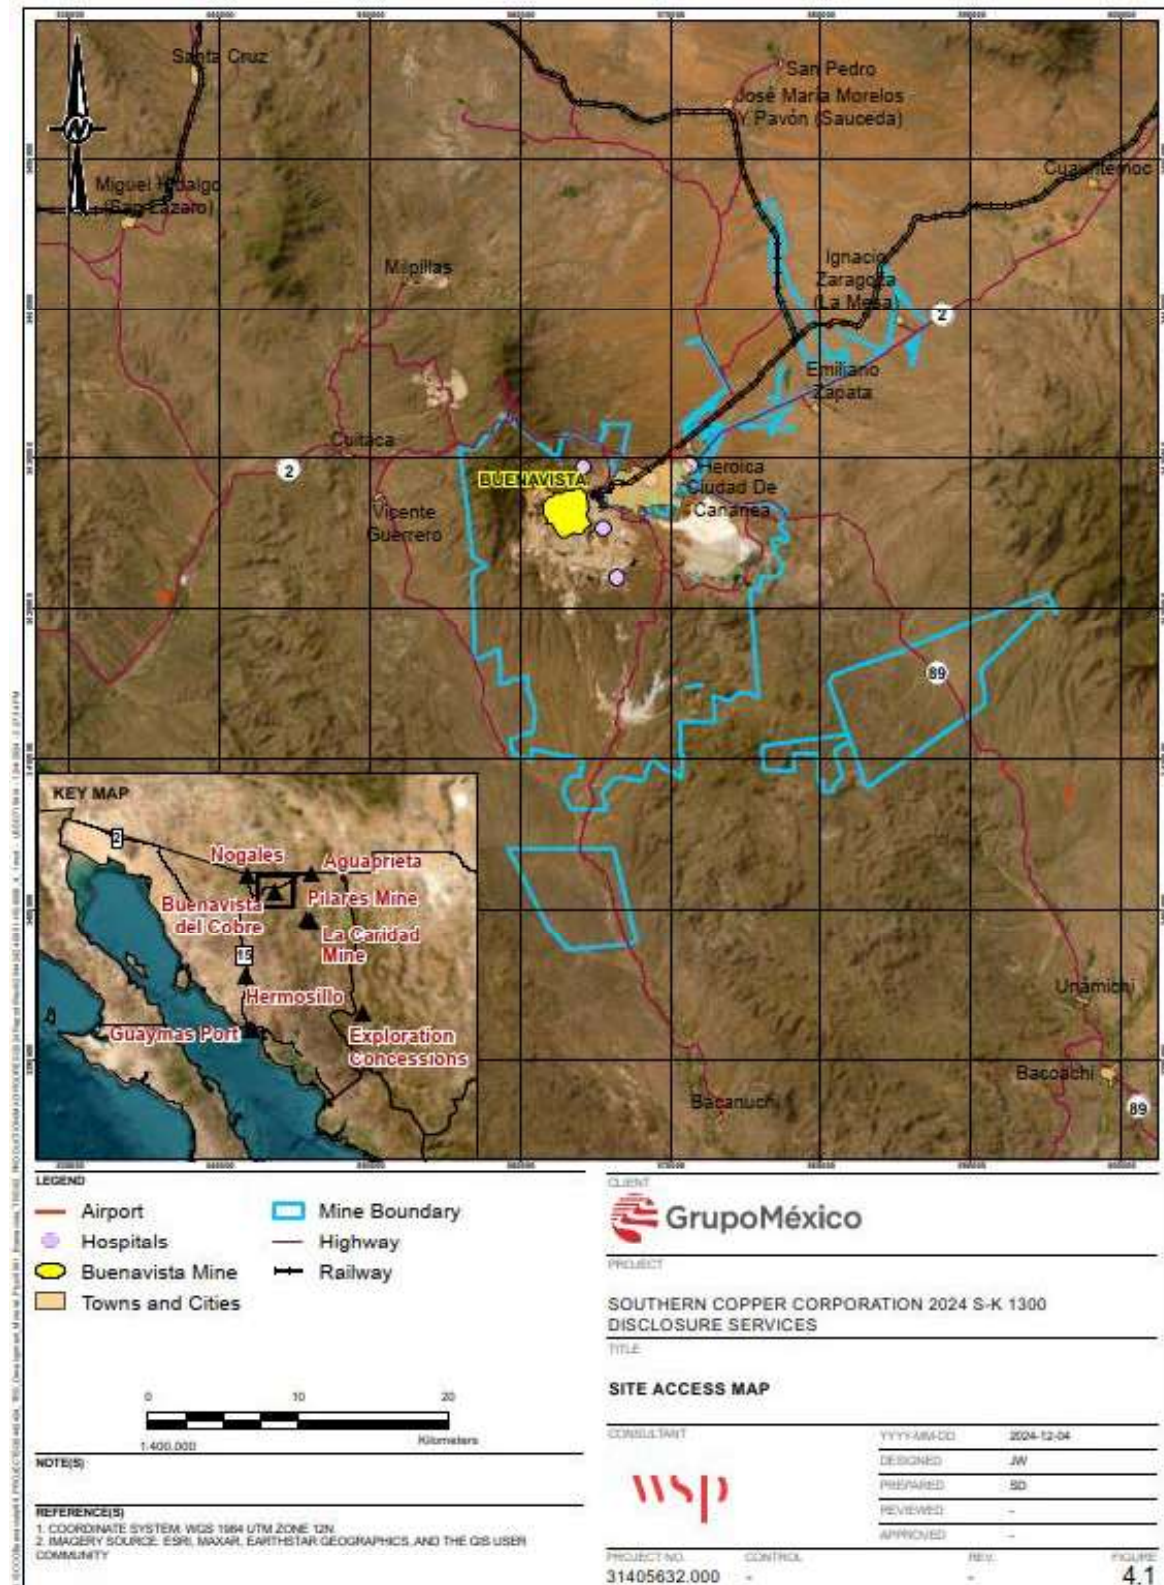 Santa Cruz
San Pedro
José María Morelos
Y Pavón (Sauceda)
Cuauhtémoc
Miguel Hidalgo
(San Lázaro)
Milpillas
Ignacio
Zaragoza
(La Mesa)
2
Emiliano
Zapata
Cuitaca
2
BUENAVISTA
Heroica
Ciudad De
Cananea
Vicente
Guerrero
89
KEY MAP
2
Nogales
Aguaprieta
Buenavista
del Cobre
Pilares Mine
La Caridad
Mine
15
Hermosillo
Guaymas Port
Exploration
Concessions
Unámichi
Bacoachi
89
Bacanuchi
LEGEND
Airport
Hospitals
Buenavista Mine
Towns and Cities
Mine Boundary
Highway
Railway
0 10 20
1:400,000 Kilometers
NOTE(S)
REFERENCE(S)
1. COORDINATE SYSTEM: WGS 1984 UTM ZONE 12N
2. IMAGERY SOURCE: ESRI, MAXAR, EARTHSTAR GEOGRAPHICS, AND THE GIS USER
COMMUNITY
CLIENT
GrupoMéxico
PROJECT
SOUTHERN COPPER CORPORATION 2024 S-K 1300
DISCLOSURE SERVICES
TITLE
SITE ACCESS MAP
CONSULTANT
wsp
YYYY-MM-DD 2024-12-04
DESIGNED JW
PREPARED SD
REVIEWED -
APPROVED -
PROJECT NO. CONTROL REV. FIGURE
31405632.000 - - 4.1